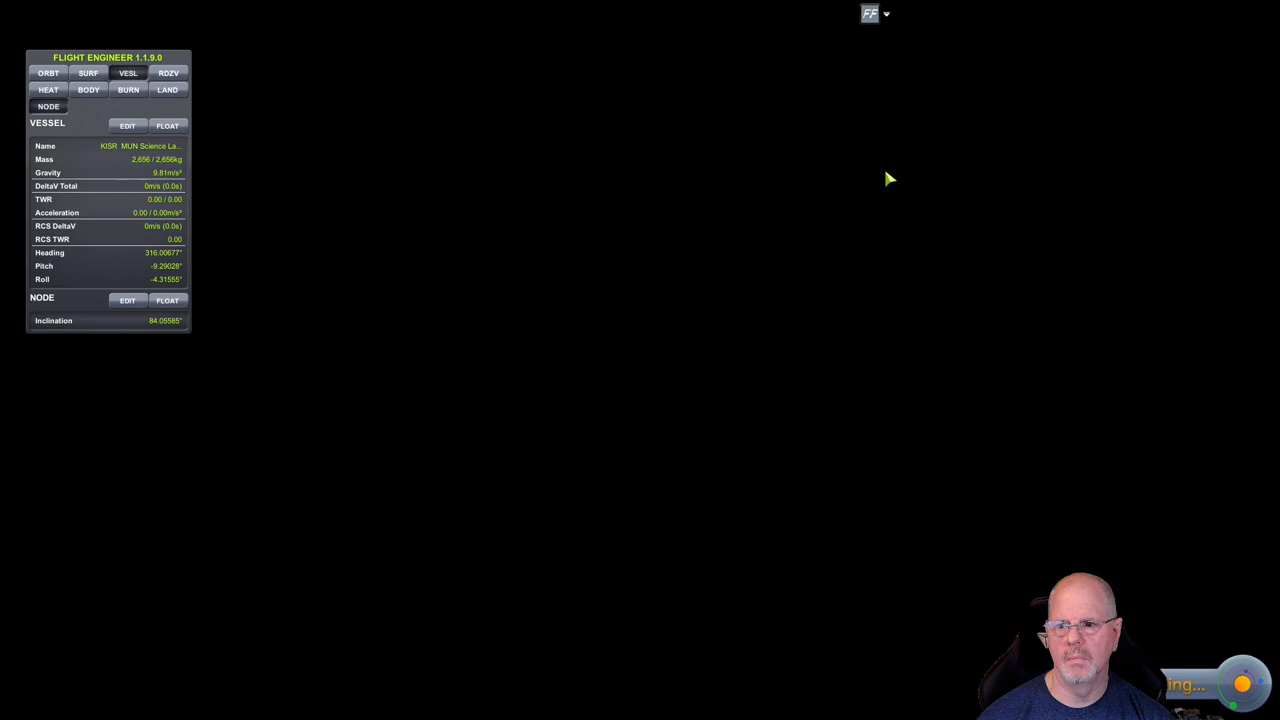 FF
FLIGHT ENGINEER 1.1.9.0
ORBT SURF VESL RDZV
HEAT BODY BURN LAND
NODE
VESSEL EDIT FLOAT
Name KISR MUN Science La...
Mass 2,656 / 2,656kg
Gravity 9.81m/s²
DeltaV Total 0m/s (0.0s)
TWR 0.00 / 0.00
Acceleration 0.00 / 0.00m/s²
RCS DeltaV 0m/s (0.0s)
RCS TWR 0.00
Heading 316.00677°
Pitch -9.29028°
Roll -4.31555°
NODE EDIT FLOAT
Inclination 84.05585°
ing...